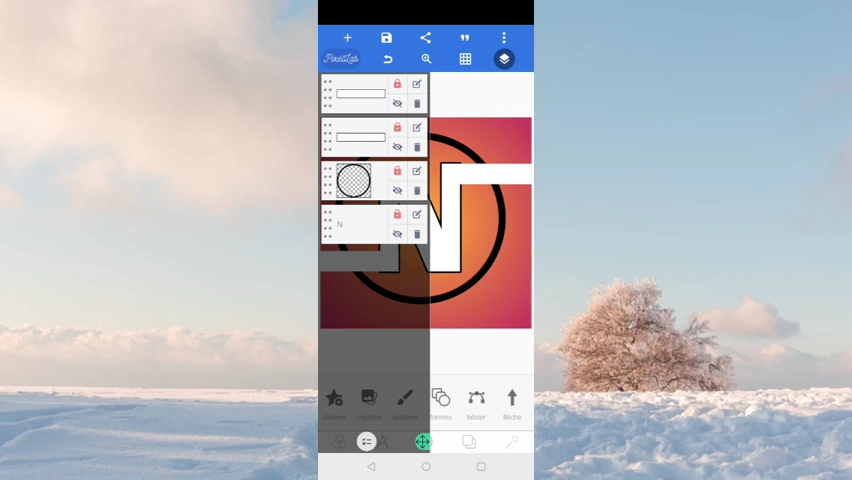 PixelLab
N
N
stickers
importer
dessiner
formes
bézier
flèche
A